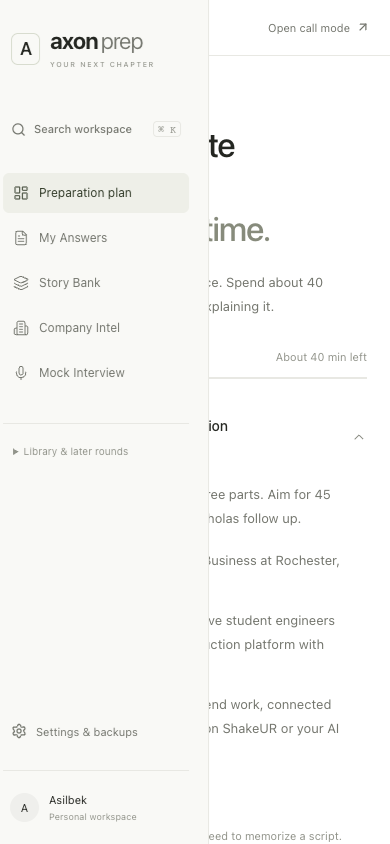 A
axon prep
YOUR NEXT CHAPTER
Search workspace
⌘ K
Preparation plan
My Answers
Story Bank
Company Intel
Mock Interview
Library & later rounds
Settings & backups
A
Asilbek
Personal workspace
Open call mode
te
time.
ce. Spend about 40
xplaining it.
About 40 min left
ion
ree parts. Aim for 45
holas follow up.
Business at Rochester,
ve student engineers
ction platform with
end work, connected
on ShakeUR or your AI
eed to memorize a script.